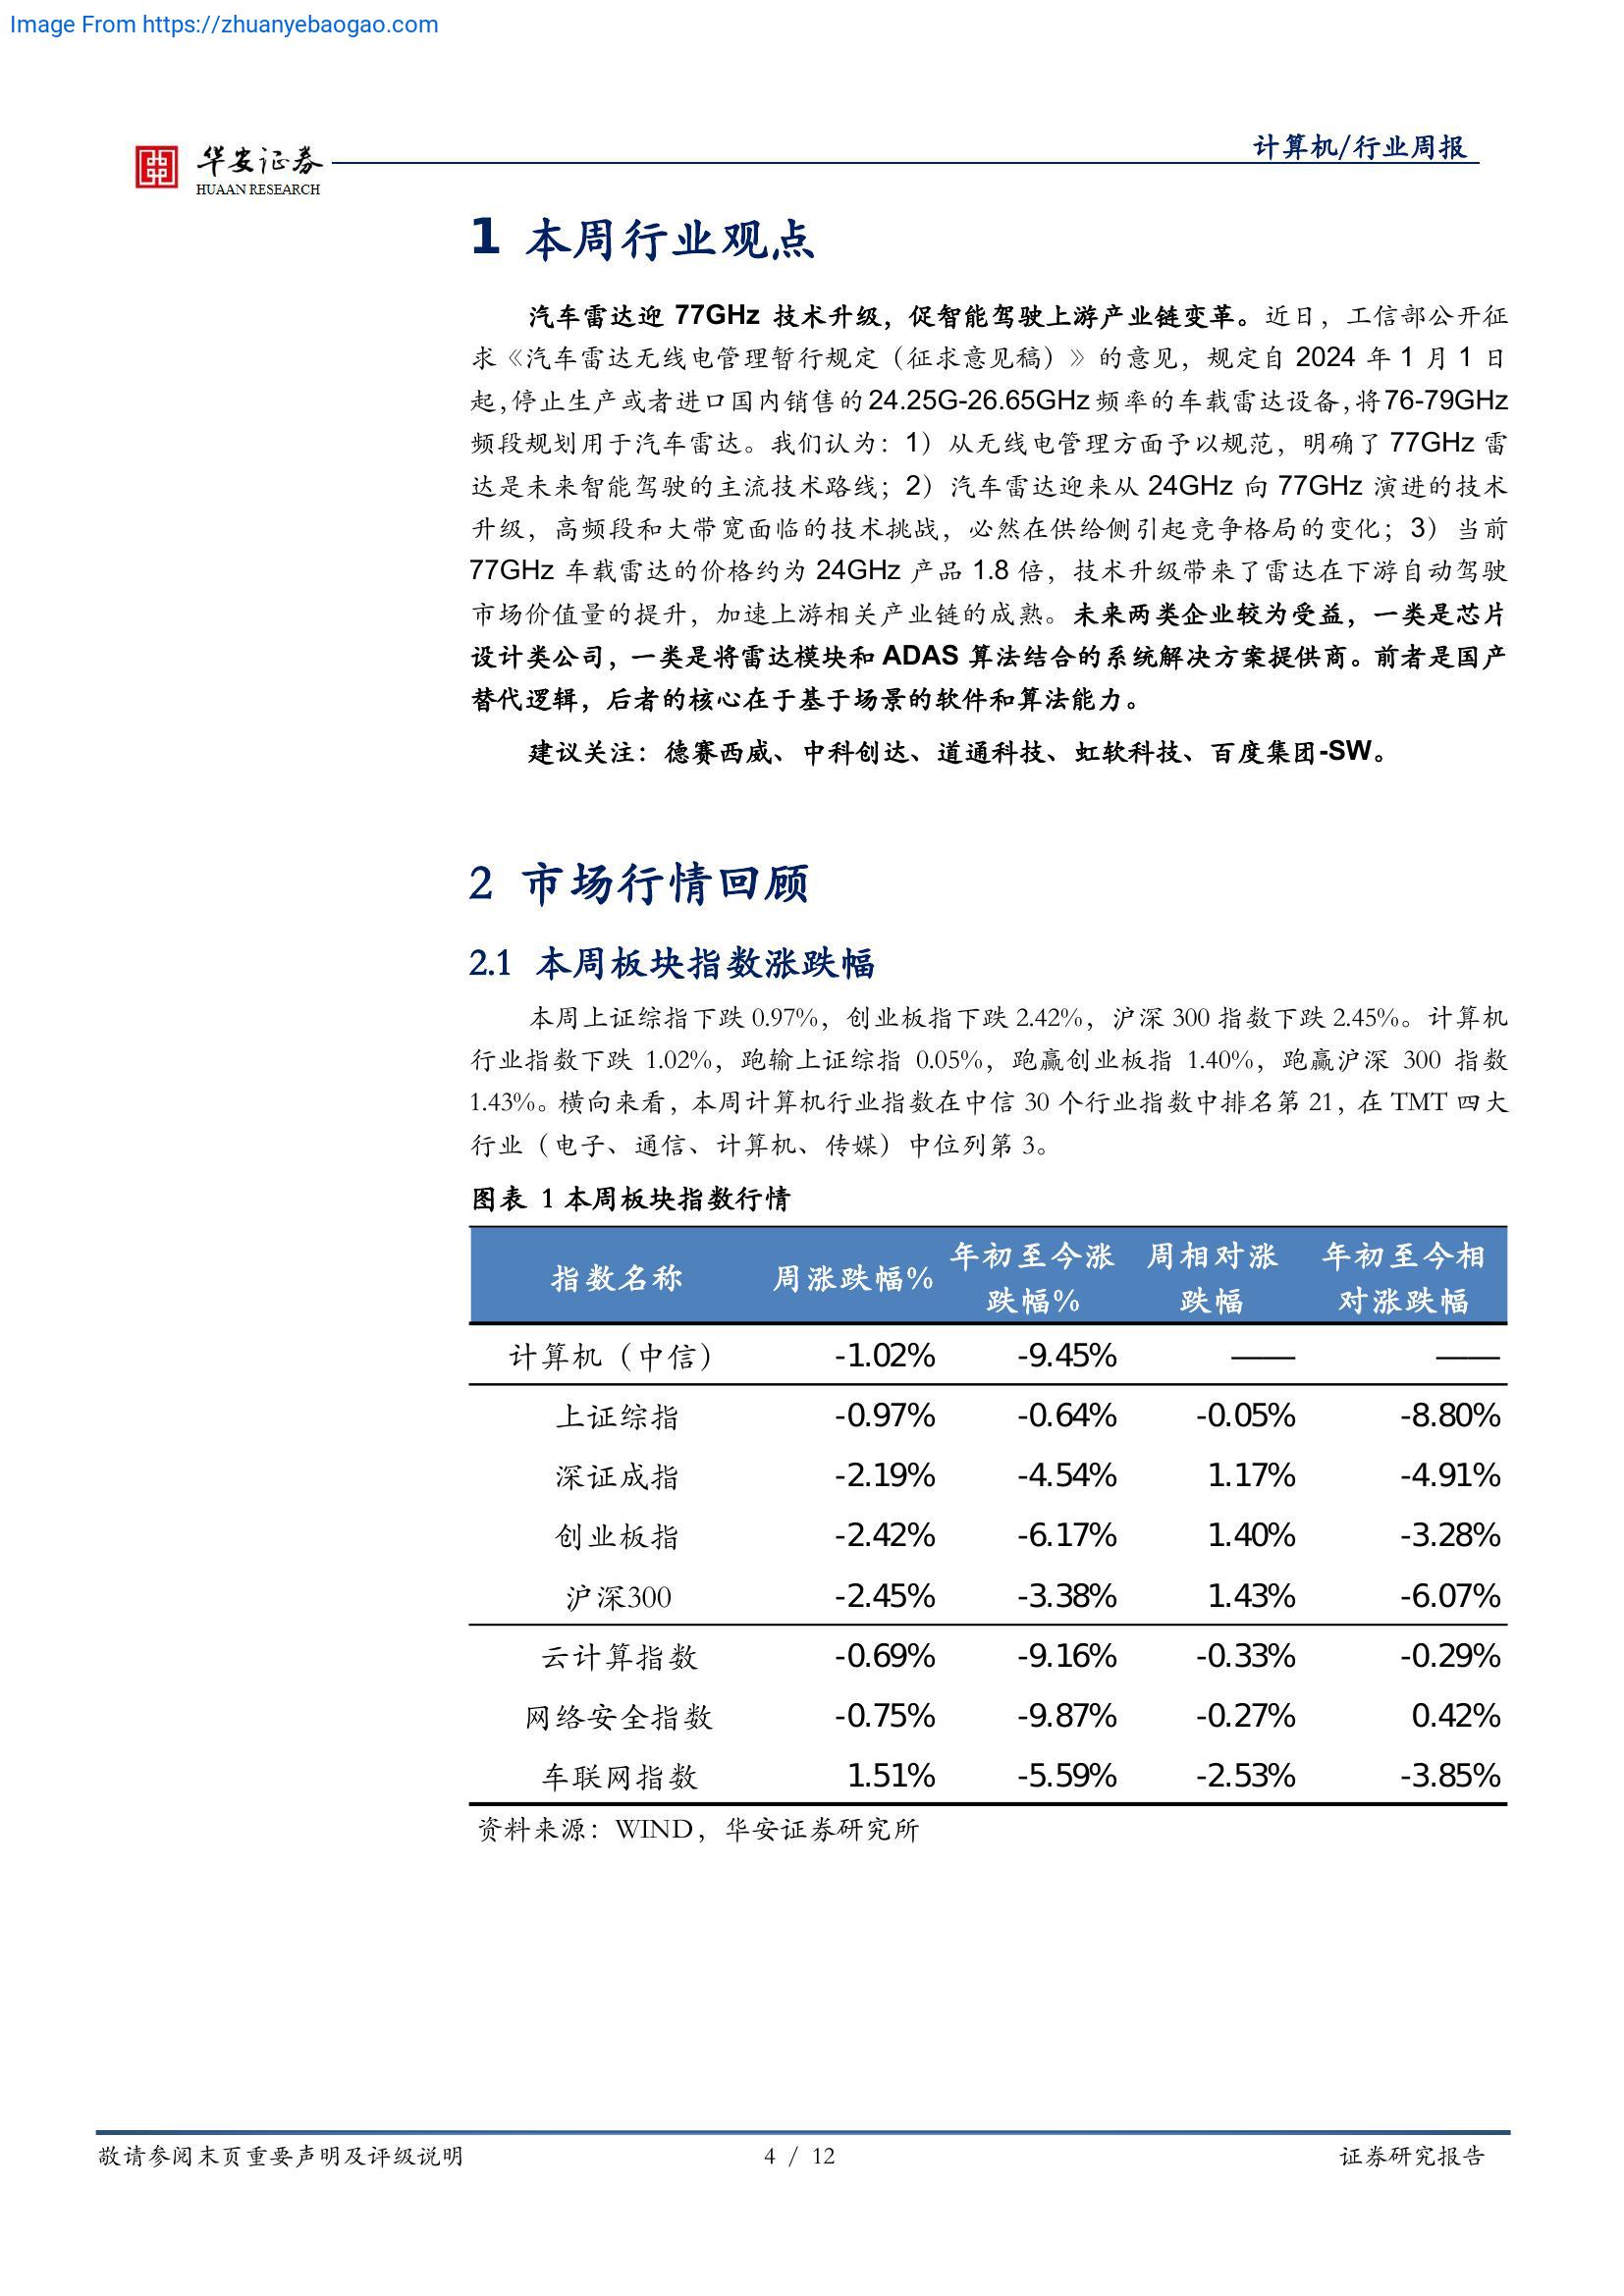 Image From https://zhuanyebaogao.com
计算机/行业周报
华安证券
HUAAN RESEARCH
1 本周行业观点
汽车雷达迎 77GHz 技术升级，促智能驾驶上游产业链变革。近日，工信部公开征
求《汽车雷达无线电管理暂行规定（征求意见稿）》的意见，规定自 2024 年 1 月 1 日
起，停止生产或者进口国内销售的 24.25G-26.65GHz 频率的车载雷达设备，将 76-79GHz
频段规划用于汽车雷达。我们认为：1）从无线电管理方面予以规范，明确了 77GHz 雷
达是未来智能驾驶的主流技术路线；2）汽车雷达迎来从 24GHz 向 77GHz 演进的技术
升级，高频段和大带宽面临的技术挑战，必然在供给侧引起竞争格局的变化；3）当前
77GHz 车载雷达的价格约为 24GHz 产品 1.8 倍，技术升级带来了雷达在下游自动驾驶
市场价值量的提升，加速上游相关产业链的成熟。未来两类企业较为受益，一类是芯片
设计类公司，一类是将雷达模块和 ADAS 算法结合的系统解决方案提供商。前者是国产
替代逻辑，后者的核心在于基于场景的软件和算法能力。
建议关注：德赛西威、中科创达、道通科技、虹软科技、百度集团-SW。
2 市场行情回顾
2.1 本周板块指数涨跌幅
本周上证综指下跌 0.97%，创业板指下跌 2.42%，沪深 300 指数下跌 2.45%。计算机
行业指数下跌 1.02%，跑输上证综指 0.05%，跑赢创业板指 1.40%，跑赢沪深 300 指数
1.43%。横向来看，本周计算机行业指数在中信 30 个行业指数中排名第 21，在 TMT 四大
行业（电子、通信、计算机、传媒）中位列第 3。
图表 1 本周板块指数行情
指数名称 周涨跌幅% 年初至今涨跌幅% 周相对涨跌幅 年初至今相对涨跌幅
计算机（中信） -1.02% -9.45% —— ——
上证综指 -0.97% -0.64% -0.05% -8.80%
深证成指 -2.19% -4.54% 1.17% -4.91%
创业板指 -2.42% -6.17% 1.40% -3.28%
沪深300 -2.45% -3.38% 1.43% -6.07%
云计算指数 -0.69% -9.16% -0.33% -0.29%
网络安全指数 -0.75% -9.87% -0.27% 0.42%
车联网指数 1.51% -5.59% -2.53% -3.85%
资料来源：WIND，华安证券研究所
敬请参阅末页重要声明及评级说明 4 / 12 证券研究报告